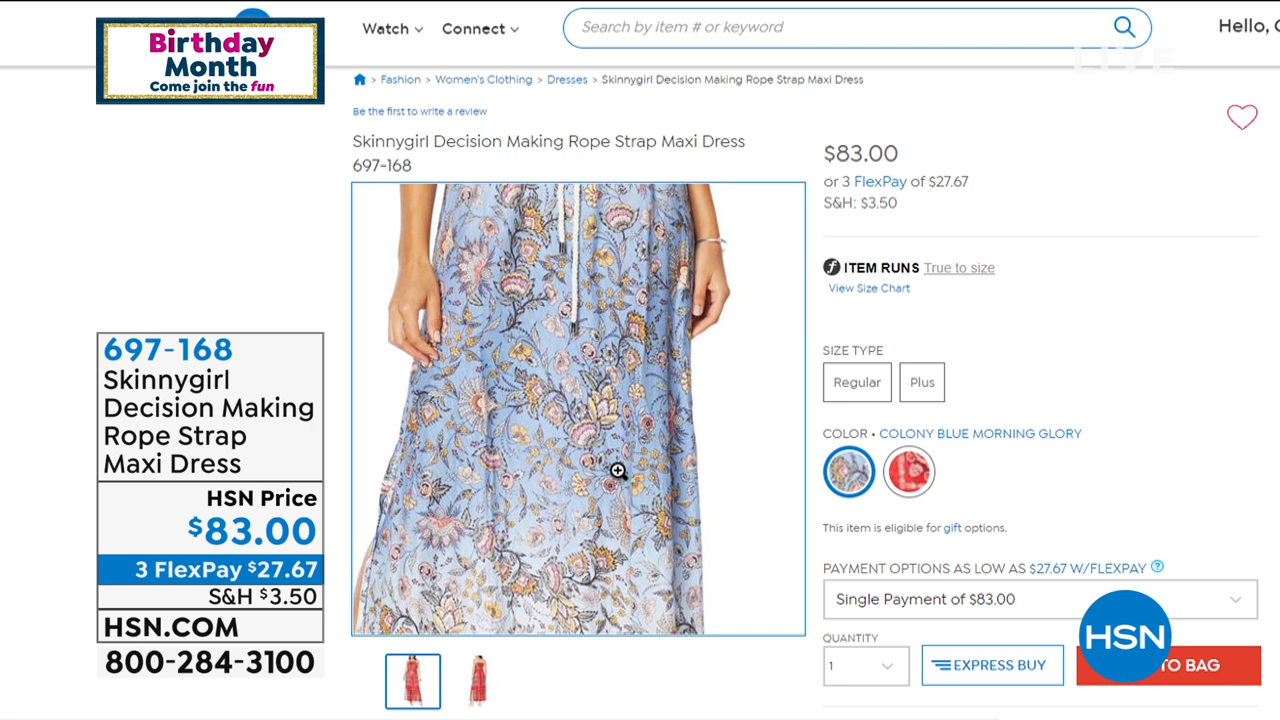 Birthday
Month
Come join the fun
Watch
Connect
Search by item # or keyword
Hello,
LIVE
> Fashion > Women's Clothing > Dresses > Skinnygirl Decision Making Rope Strap Maxi Dress
Be the first to write a review
Skinnygirl Decision Making Rope Strap Maxi Dress
697-168
$83.00
or 3 FlexPay of $27.67
S&H: $3.50
f ITEM RUNS True to size
View Size Chart
SIZE TYPE
Regular
Plus
COLOR • COLONY BLUE MORNING GLORY
This item is eligible for gift options.
PAYMENT OPTIONS AS LOW AS $27.67 W/FLEXPAY ?
Single Payment of $83.00
QUANTITY
1
EXPRESS BUY
TO BAG
HSN
697-168
Skinnygirl
Decision Making
Rope Strap
Maxi Dress
HSN Price
$83.00
3 FlexPay $27.67
S&H $3.50
HSN.COM
800-284-3100